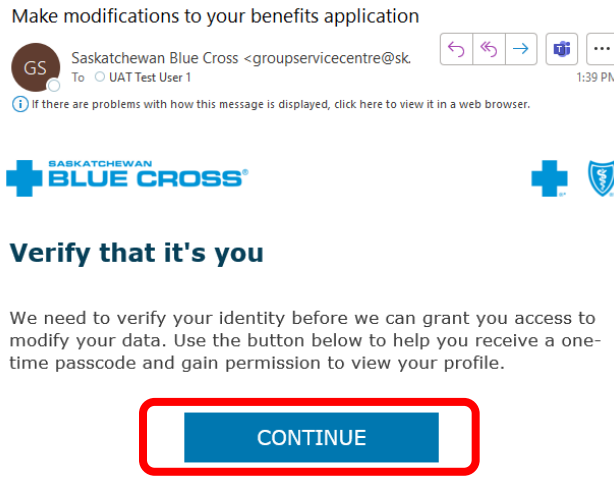 Make modifications to your benefits application
GS
Saskatchewan Blue Cross <groupservicecentre@sk.
To UAT Test User 1
1:39 PM
If there are problems with how this message is displayed, click here to view it in a web browser.
SASKATCHEWAN
BLUE CROSS®
Verify that it's you
We need to verify your identity before we can grant you access to
modify your data. Use the button below to help you receive a one-
time passcode and gain permission to view your profile.
CONTINUE